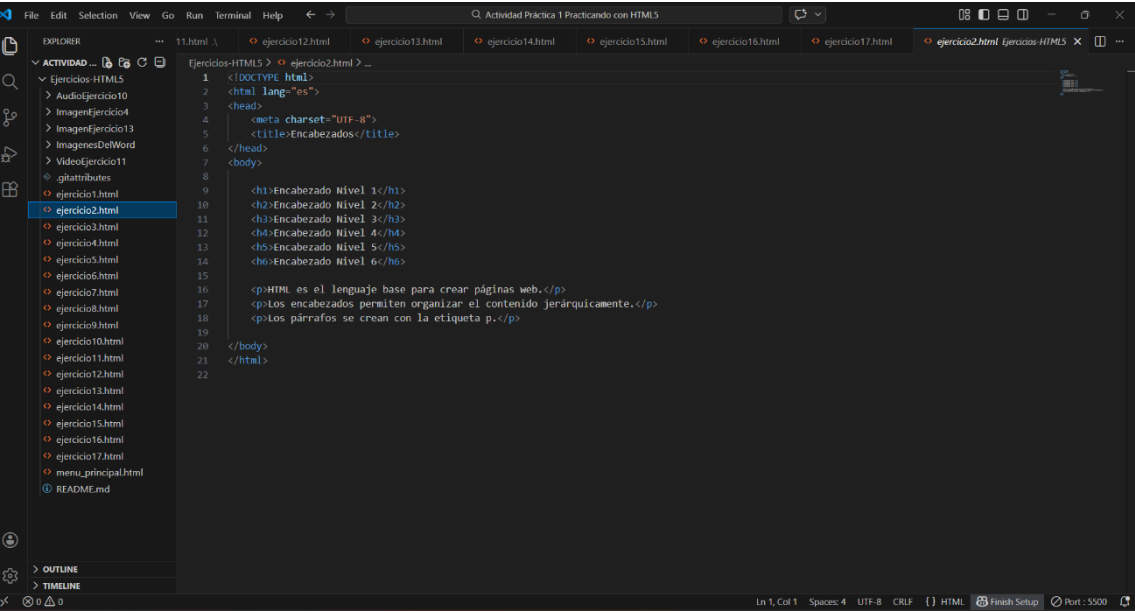 File Edit Selection View Go Run Terminal Help
Actividad Práctica 1 Practicando con HTML5
EXPLORER
11.html .\ ejercicio12.html ejercicio13.html ejercicio14.html ejercicio15.html ejercicio16.html ejercicio17.html ejercicio2.html Ejercicios-HTML5
ACTIVIDAD ...
Ejercicios-HTML5 > ejercicio2.html > ...
Ejercicios-HTML5
AudioEjercicio10
ImagenEjercicio4
ImagenEjercicio13
ImagenesDelWord
VideoEjercicio11
.gitattributes
ejercicio1.html
ejercicio2.html
ejercicio3.html
ejercicio4.html
ejercicio5.html
ejercicio6.html
ejercicio7.html
ejercicio8.html
ejercicio9.html
ejercicio10.html
ejercicio11.html
ejercicio12.html
ejercicio13.html
ejercicio14.html
ejercicio15.html
ejercicio16.html
ejercicio17.html
menu_principal.html
README.md
OUTLINE
TIMELINE
1 <!DOCTYPE html>
2 <html lang="es">
3 <head>
4 <meta charset="UTF-8">
5 <title>Encabezados</title>
6 </head>
7 <body>
8
9 <h1>Encabezado Nivel 1</h1>
10 <h2>Encabezado Nivel 2</h2>
11 <h3>Encabezado Nivel 3</h3>
12 <h4>Encabezado Nivel 4</h4>
13 <h5>Encabezado Nivel 5</h5>
14 <h6>Encabezado Nivel 6</h6>
15
16 <p>HTML es el lenguaje base para crear páginas web.</p>
17 <p>Los encabezados permiten organizar el contenido jerárquicamente.</p>
18 <p>Los párrafos se crean con la etiqueta p.</p>
19
20 </body>
21 </html>
22
0 0 Ln 1, Col 1 Spaces: 4 UTF-8 CRLF { } HTML Finish Setup Port : 5500